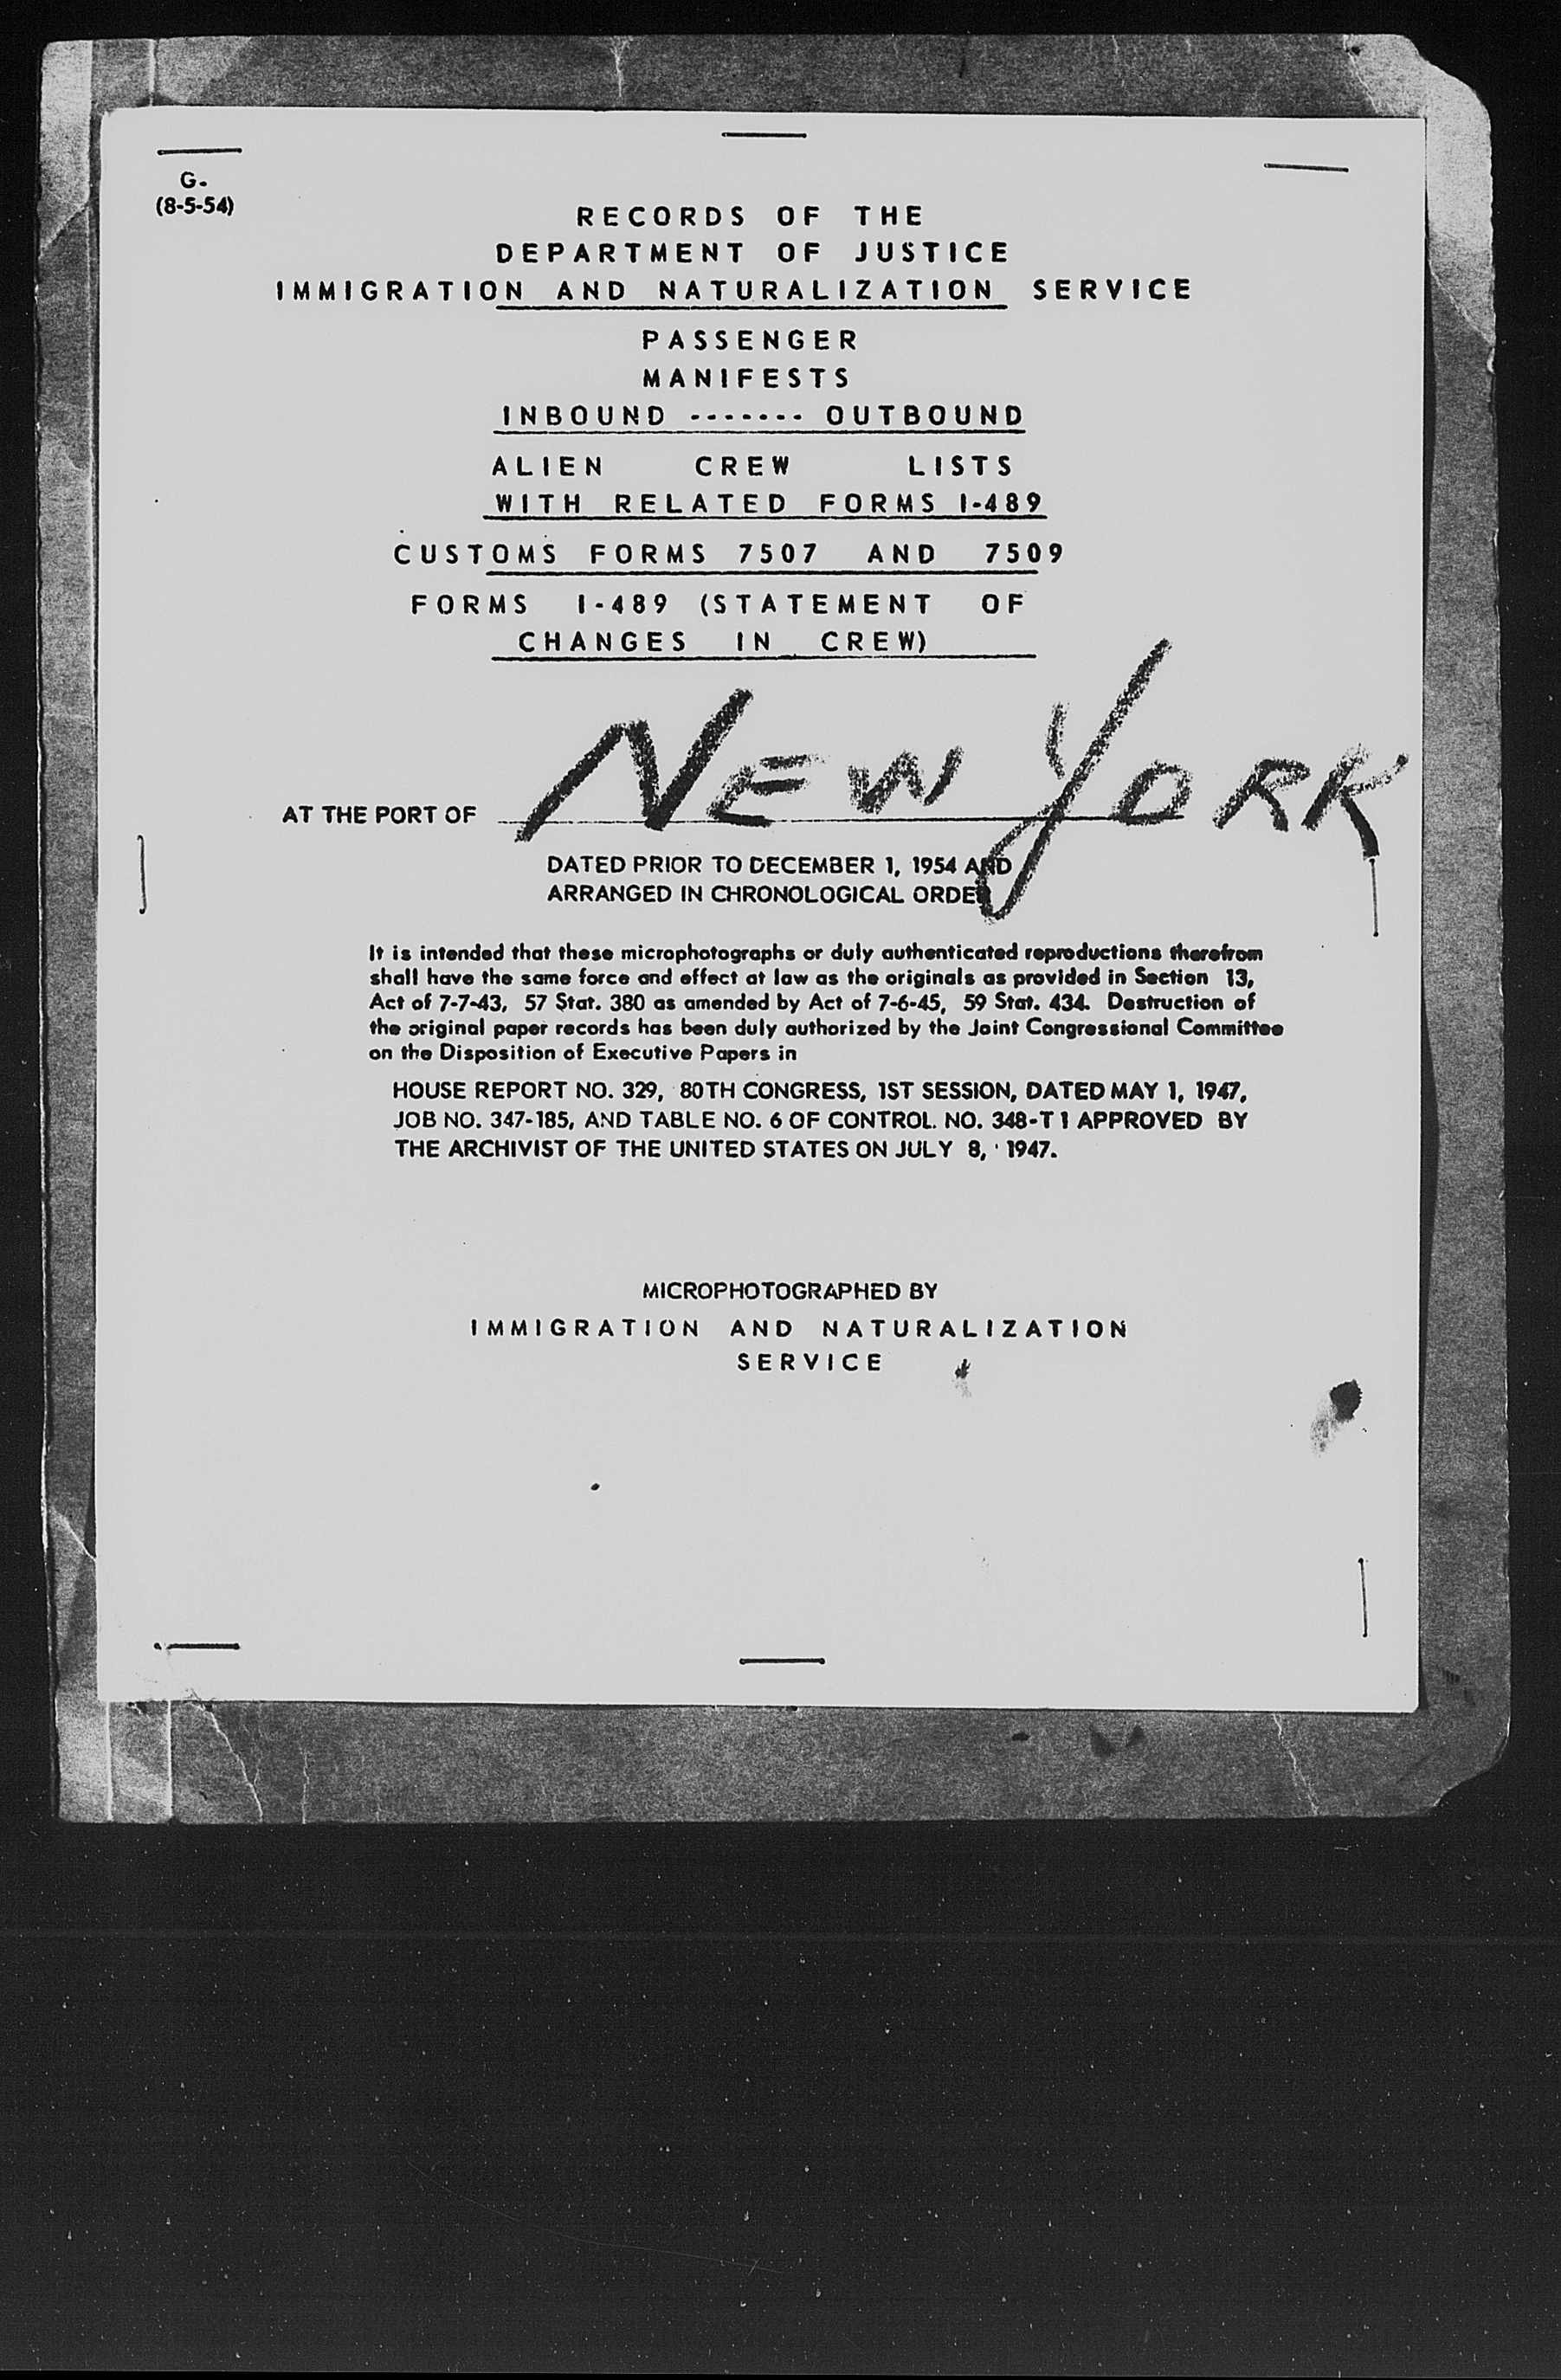 G-
(8-5-54)
RECORDS OF THE
DEPARTMENT OF JUSTICE
IMMIGRATION AND NATURALIZATION SERVICE
PASSENGER
MANIFESTS
INBOUND ------- OUTBOUND
ALIEN CREW LISTS
WITH RELATED FORMS I-489
CUSTOMS FORMS 7507 AND 7509
FORMS I-489 (STATEMENT OF
CHANGES IN CREW)
AT THE PORT OF NEW YORK
DATED PRIOR TO DECEMBER 1, 1954 AND
ARRANGED IN CHRONOLOGICAL ORDER
It is intended that these microphotographs or duly authenticated reproductions therefrom
shall have the same force and effect at law as the originals as provided in Section 13,
Act of 7-7-43, 57 Stat. 380 as amended by Act of 7-6-45, 59 Stat. 434. Destruction of
the original paper records has been duly authorized by the Joint Congressional Committee
on the Disposition of Executive Papers in
HOUSE REPORT NO. 329, 80TH CONGRESS, 1ST SESSION, DATED MAY 1, 1947,
JOB NO. 347-185, AND TABLE NO. 6 OF CONTROL. NO. 348-T1 APPROVED BY
THE ARCHIVIST OF THE UNITED STATES ON JULY 8, 1947.
MICROPHOTOGRAPHED BY
IMMIGRATION AND NATURALIZATION
SERVICE